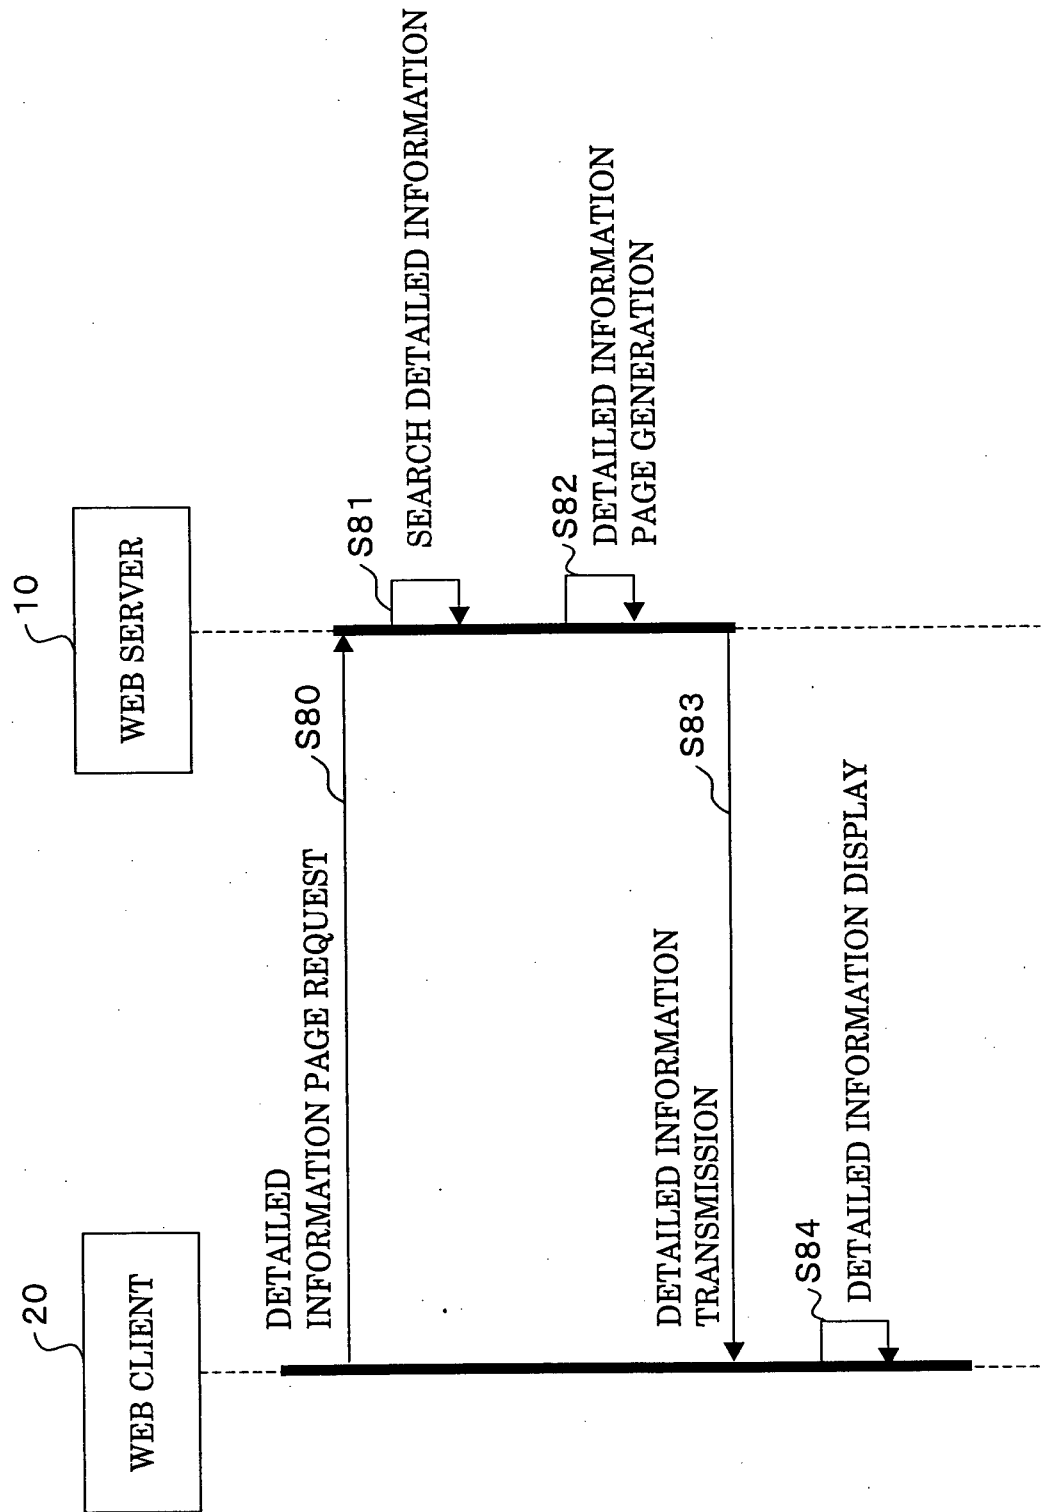 20
WEB CLIENT
10
WEB SERVER
DETAILED
INFORMATION PAGE REQUEST
S80
S81
SEARCH DETAILED INFORMATION
S82
DETAILED INFORMATION
PAGE GENERATION
DETAILED INFORMATION
TRANSMISSION
S83
S84
DETAILED INFORMATION DISPLAY